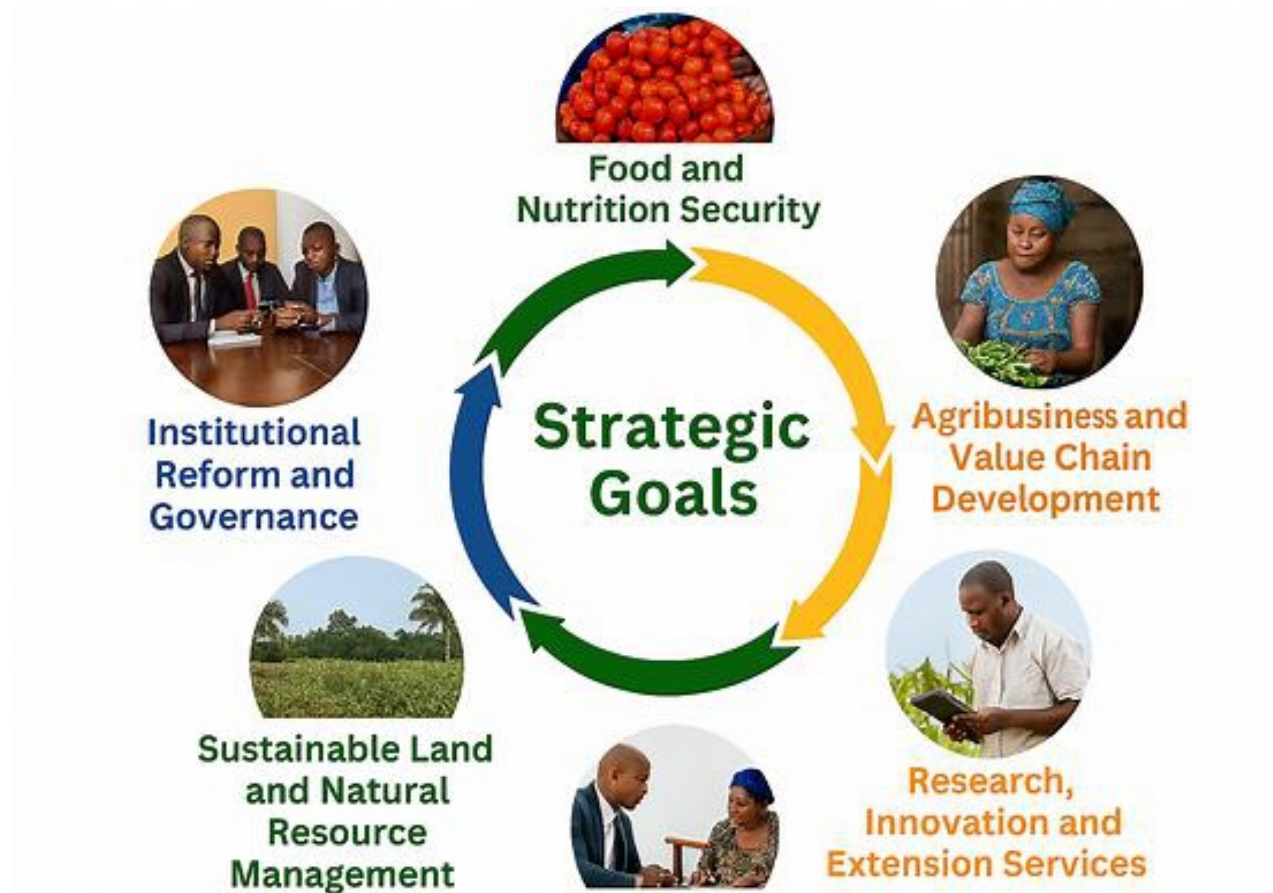 Food and
Nutrition Security
Agribusiness and
Value Chain
Development
Research,
Innovation and
Extension Services
Sustainable Land
and Natural
Resource
Management
Institutional
Reform and
Governance
Strategic
Goals